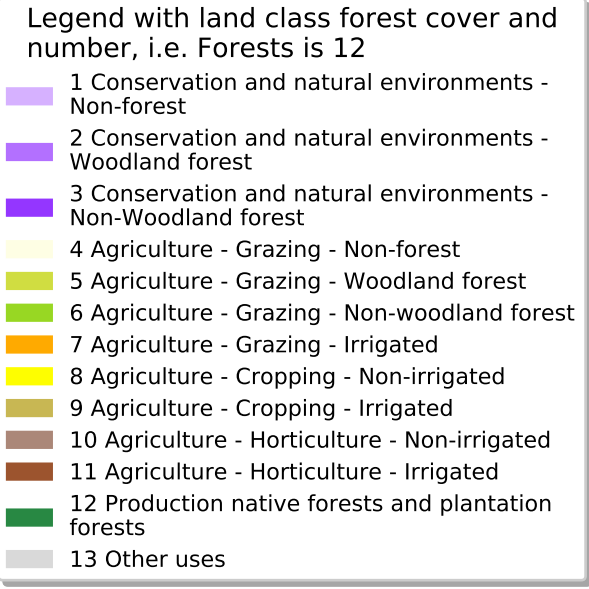 Legend with land class forest cover and
number, i.e. Forests is 12
1 Conservation and natural environments -
Non-forest
2 Conservation and natural environments -
Woodland forest
3 Conservation and natural environments -
Non-Woodland forest
4 Agriculture - Grazing - Non-forest
5 Agriculture - Grazing - Woodland forest
6 Agriculture - Grazing - Non-woodland forest
7 Agriculture - Grazing - Irrigated
8 Agriculture - Cropping - Non-irrigated
9 Agriculture - Cropping - Irrigated
10 Agriculture - Horticulture - Non-irrigated
11 Agriculture - Horticulture - Irrigated
12 Production native forests and plantation
forests
13 Other uses